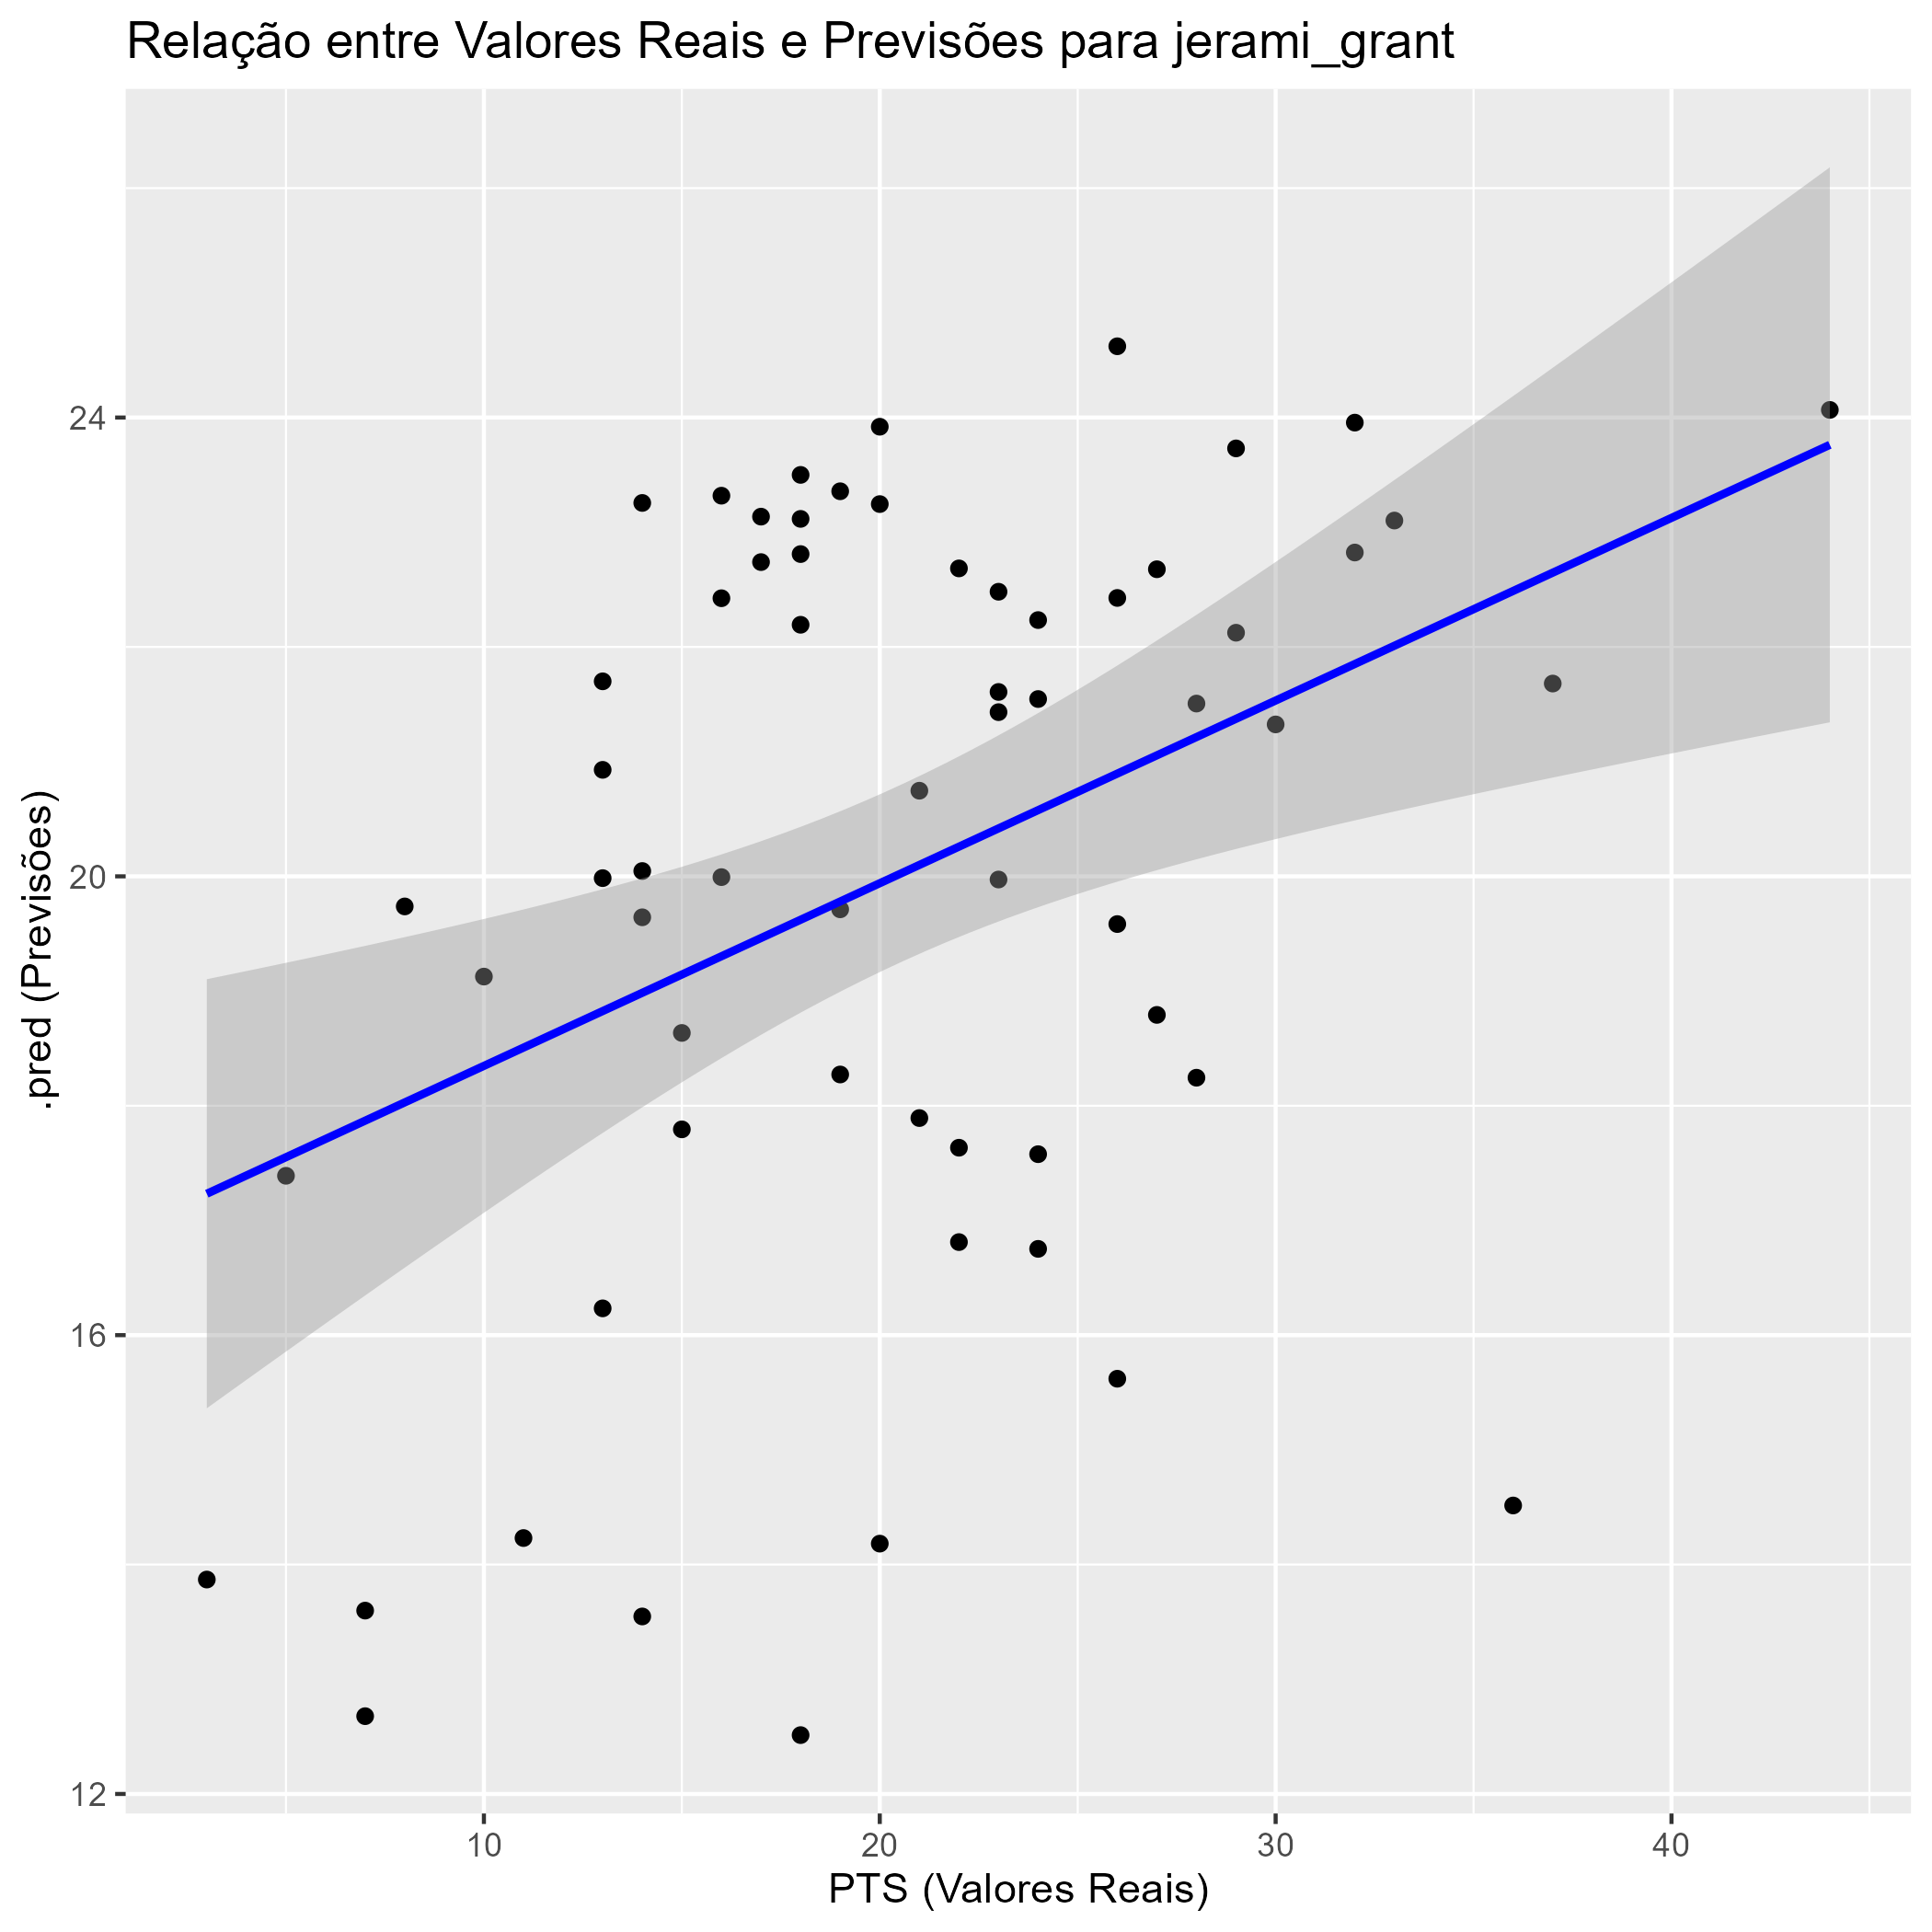 Relação entre Valores Reais e Previsões para jerami_grant
.pred (Previsões)
24
20
16
12
10 20 30 40
PTS (Valores Reais)